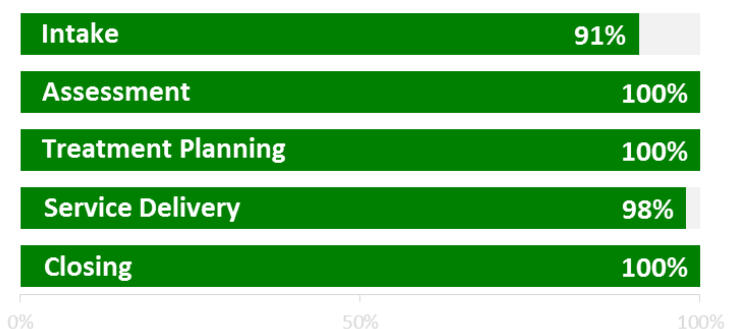 Intake 91%
Assessment 100%
Treatment Planning 100%
Service Delivery 98%
Closing 100%
0% 50% 100%